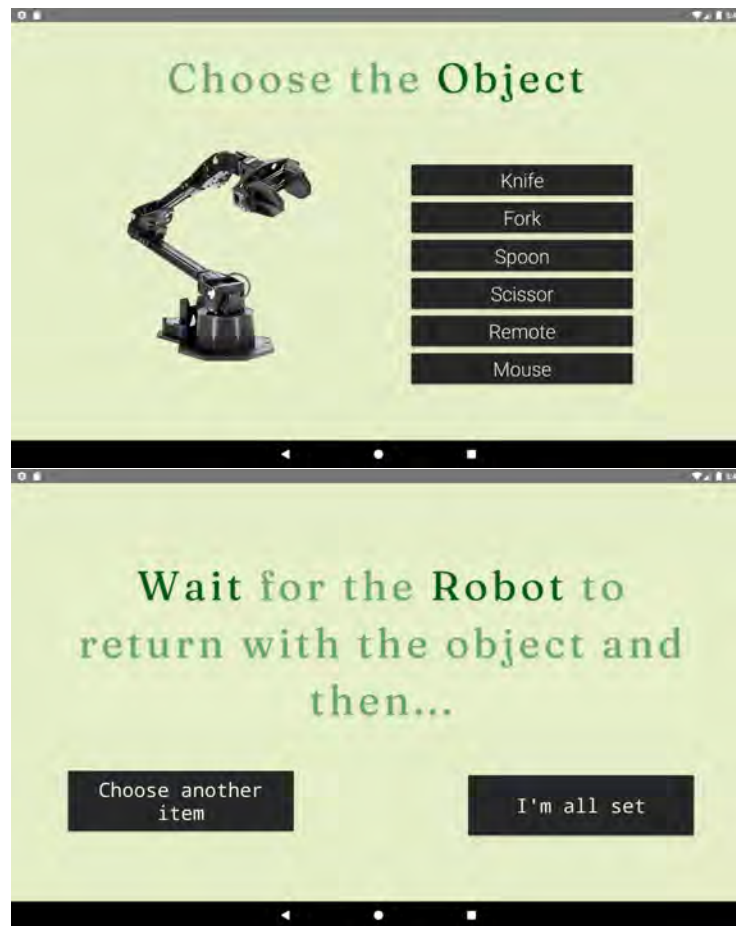 Choose the Object
Knife
Fork
Spoon
Scissor
Remote
Mouse
Wait for the Robot to
return with the object and
then...
Choose another
item
I'm all set